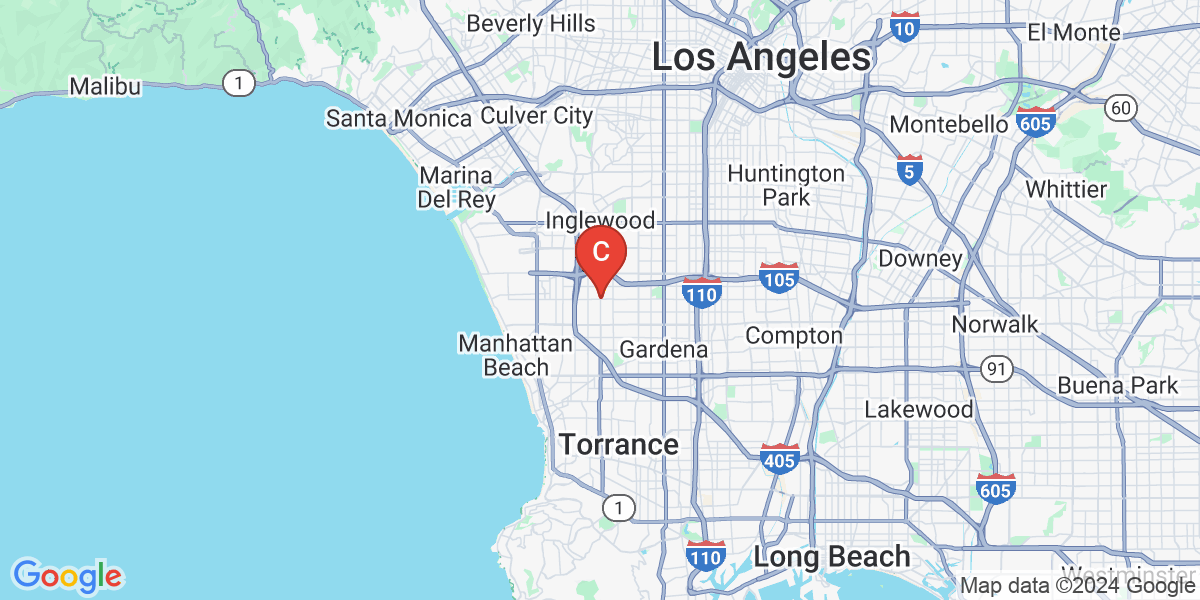 Beverly Hills
Los Angeles
10
El Monte
Malibu
1
Santa Monica
Culver City
Montebello
605
60
5
Marina
Del Rey
Huntington
Park
Whittier
Inglewood
C
Downey
105
110
Norwalk
Manhattan
Beach
Gardena
Compton
91
Buena Park
Lakewood
Torrance
405
605
1
110
Long Beach
Westminster
Google
Map data ©2024 Google